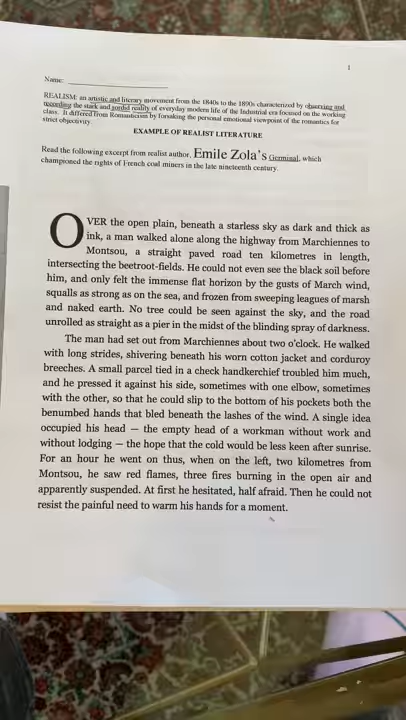 1
Name:
REALISM: an artistic and literary movement from the 1840s to the 1890s characterized by observing and
recording the stark and sordid reality of everyday modern life of the Industrial era focused on the working
class. It differed from Romanticism by forsaking the personal emotional viewpoint of the romantics for
strict objectivity.
EXAMPLE OF REALIST LITERATURE
Read the following excerpt from realist author, Emile Zola's Germinal, which
championed the rights of French coal miners in the late nineteenth century.
OVER the open plain, beneath a starless sky as dark and thick as
ink, a man walked alone along the highway from Marchiennes to
Montsou, a straight paved road ten kilometres in length,
intersecting the beetroot-fields. He could not even see the black soil before
him, and only felt the immense flat horizon by the gusts of March wind,
squalls as strong as on the sea, and frozen from sweeping leagues of marsh
and naked earth. No tree could be seen against the sky, and the road
unrolled as straight as a pier in the midst of the blinding spray of darkness.
The man had set out from Marchiennes about two o'clock. He walked
with long strides, shivering beneath his worn cotton jacket and corduroy
breeches. A small parcel tied in a check handkerchief troubled him much,
and he pressed it against his side, sometimes with one elbow, sometimes
with the other, so that he could slip to the bottom of his pockets both the
benumbed hands that bled beneath the lashes of the wind. A single idea
occupied his head — the empty head of a workman without work and
without lodging — the hope that the cold would be less keen after sunrise.
For an hour he went on thus, when on the left, two kilometres from
Montsou, he saw red flames, three fires burning in the open air and
apparently suspended. At first he hesitated, half afraid. Then he could not
resist the painful need to warm his hands for a moment.